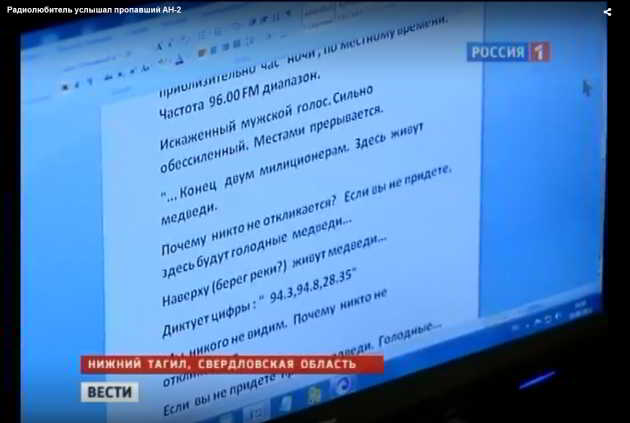 Радиолюбитель услышал пропавший АН-2
РОССИЯ 1
приблизительно час ночи, по местному времени.
Частота 96.00 FM диапазон.
Искаженный мужской голос. Сильно
обессиленный. Местами прерывается.
"... Конец двум милиционерам. Здесь живут
медведи.
Почему никто не откликается? Если вы не придете,
здесь будут голодные медведи...
Наверху (берег реки?) живут медведи...
Диктует цифры : " 94.3,94.8,28.35"
никого не видим. Почему никто не
Голодные...
Если вы не придете
НИЖНИЙ ТАГИЛ, СВЕРДЛОВСКАЯ ОБЛАСТЬ
ВЕСТИ